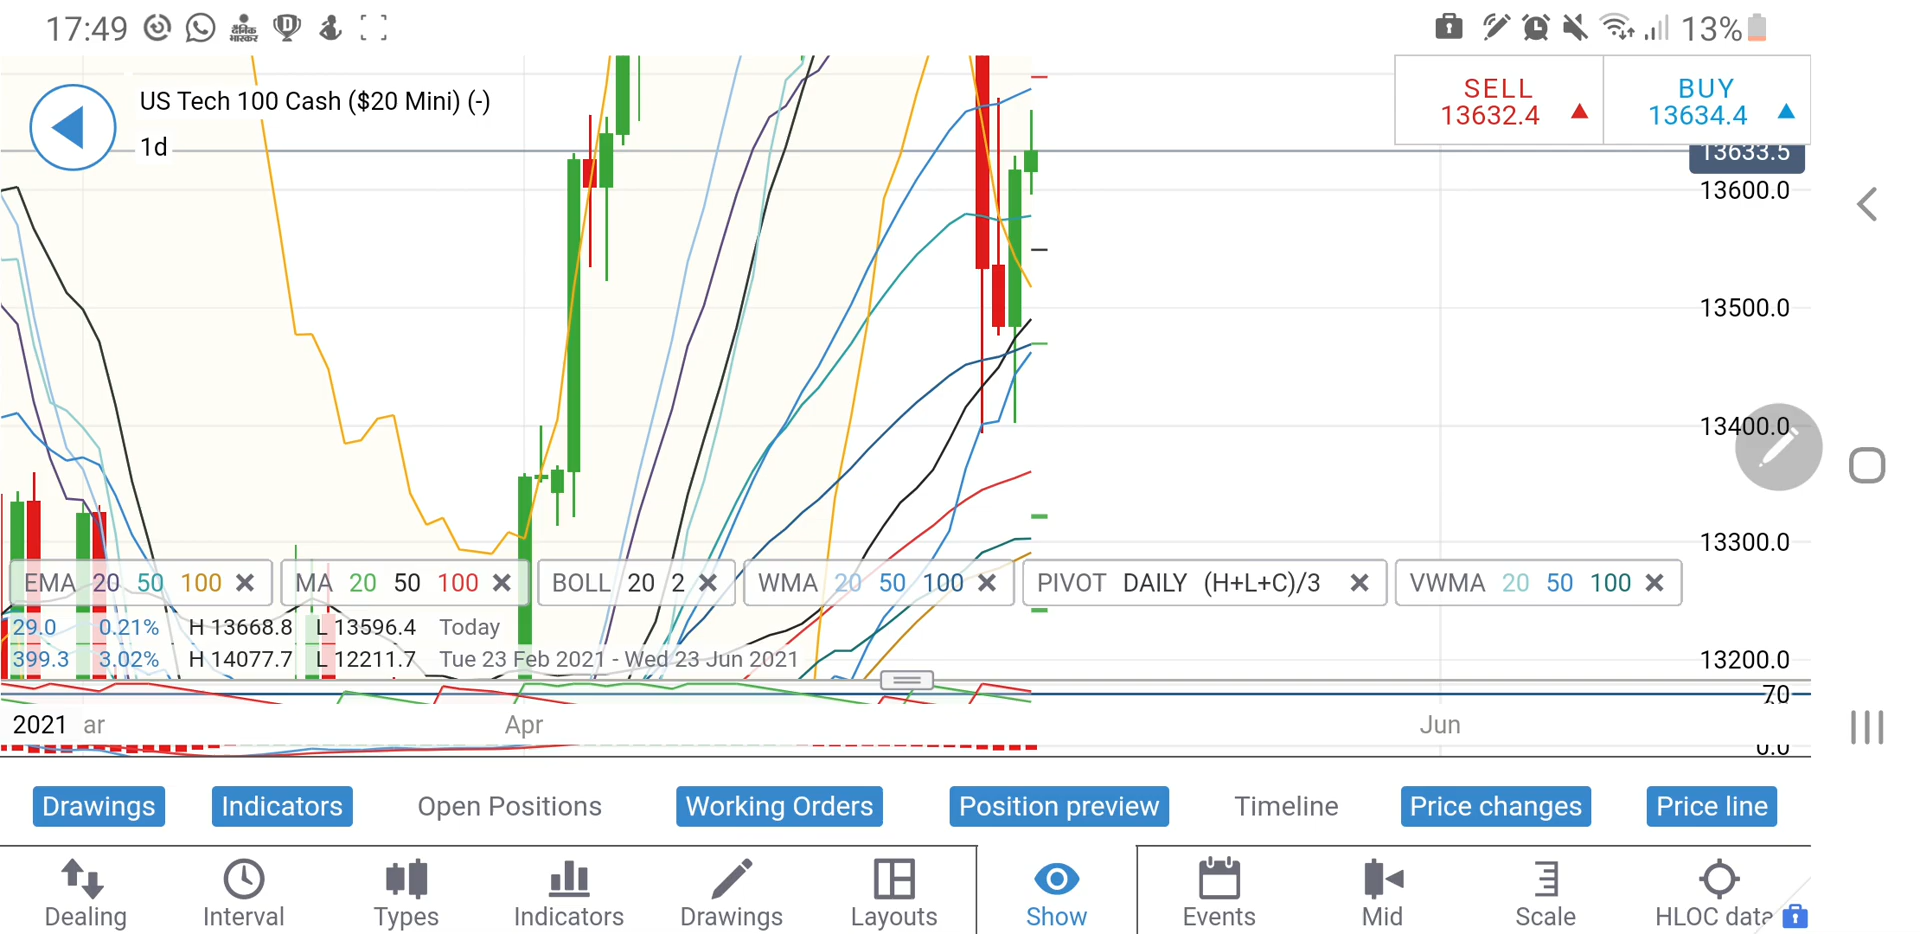 17:49
दैनिक
भास्कर
D
13%
US Tech 100 Cash ($20 Mini) (-)
1d
SELL
13632.4
BUY
13634.4
13633.5
13600.0
13500.0
13400.0
13300.0
13200.0
EMA 20 50 100
MA 20 50 100
BOLL 20 2
WMA 20 50 100
PIVOT DAILY (H+L+C)/3
VWMA 20 50 100
29.0 0.21% H 13668.8 L 13596.4 Today
399.3 3.02% H 14077.7 L 12211.7 Tue 23 Feb 2021 - Wed 23 Jun 2021
70
2021 ar Apr Jun
0.0
Drawings Indicators Open Positions Working Orders Position preview Timeline Price changes Price line
Dealing Interval Types Indicators Drawings Layouts Show Events Mid Scale HLOC data